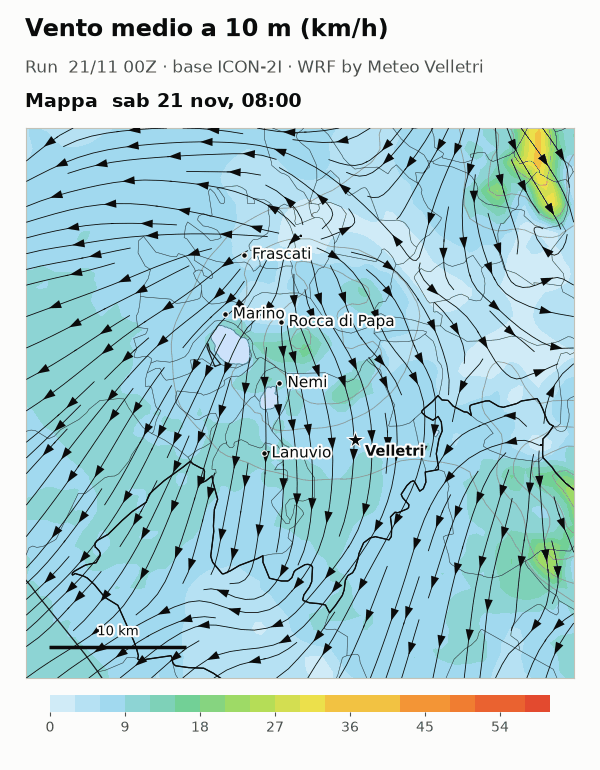 Vento medio a 10 m (km/h)
Run  21/11 00Z · base ICON-2I · WRF by Meteo Velletri
Mappa  sab 21 nov, 08:00
Frascati
Marino
Rocca di Papa
Nemi
Velletri
Lanuvio
10 km
0 9 18 27 36 45 54